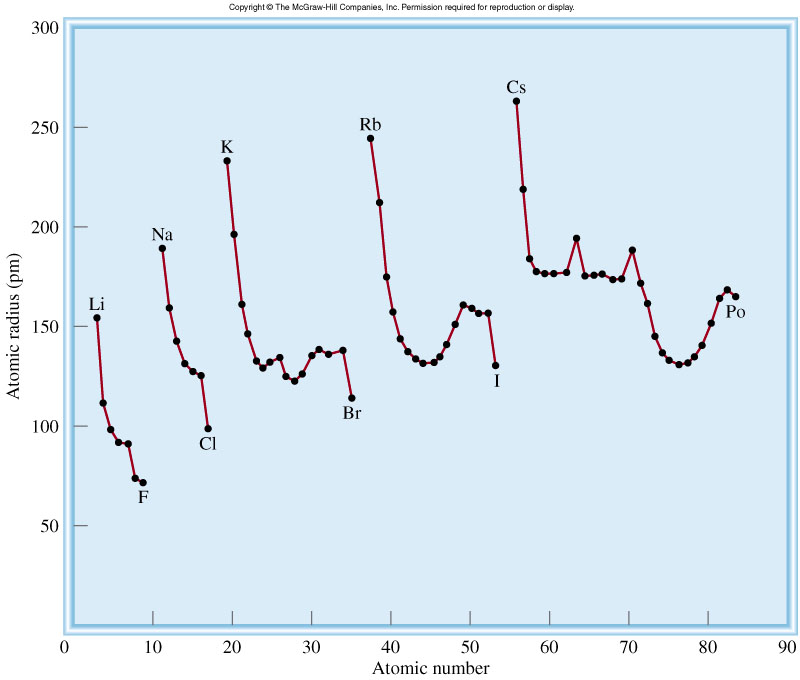 Copyright © The McGraw-Hill Companies, Inc. Permission required for reproduction or display.
300
250
200
150
100
50
Atomic radius (pm)
Li
F
Na
Cl
K
Br
Rb
I
Cs
Po
0 10 20 30 40 50 60 70 80 90
Atomic number